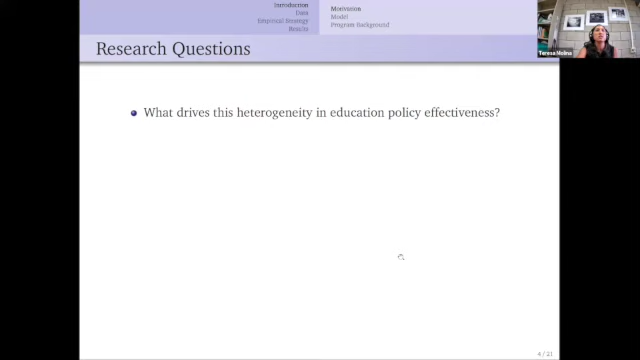 Introduction
Data
Empirical Strategy
Results
Motivation
Model
Program Background
Research Questions
What drives this heterogeneity in education policy effectiveness?
4 / 21
Teresa Molina